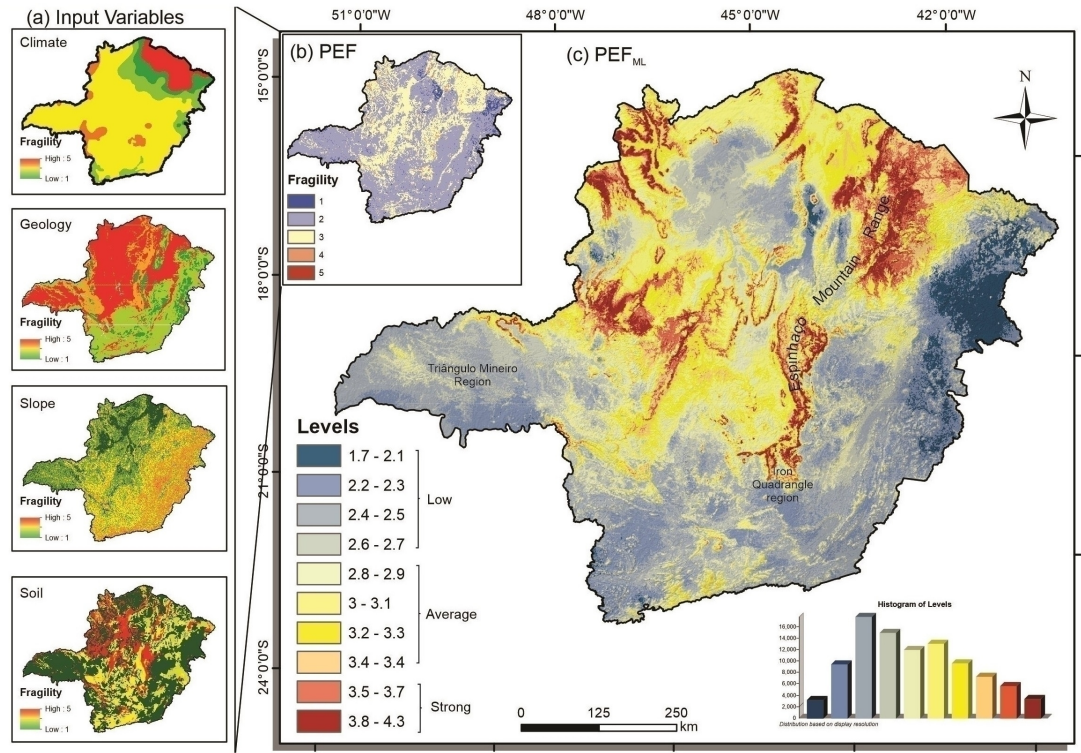 (a) Input Variables
Climate
Fragility
High : 5
Low : 1
Geology
Fragility
High : 5
Low : 1
Slope
Fragility
High : 5
Low : 1
Soil
Fragility
High : 5
Low : 1
51°0'0"W
48°0'0"W
45°0'0"W
42°0'0"W
15°0'0"S
18°0'0"S
21°0'0"S
24°0'0"S
(b) PEF
Fragility
1
2
3
4
5
(c) PEFML
N
Espinhaço Mountain Range
Triângulo Mineiro
Region
Iron
Quadrangle
region
Levels
1.7 - 2.1
2.2 - 2.3
2.4 - 2.5
2.6 - 2.7
Low
2.8 - 2.9
3 - 3.1
3.2 - 3.3
3.4 - 3.4
Average
3.5 - 3.7
3.8 - 4.3
Strong
0 125 250
km
Histogram of Levels
16,000
14,000
12,000
10,000
8,000
6,000
4,000
2,000
0
Distribution based on display resolution